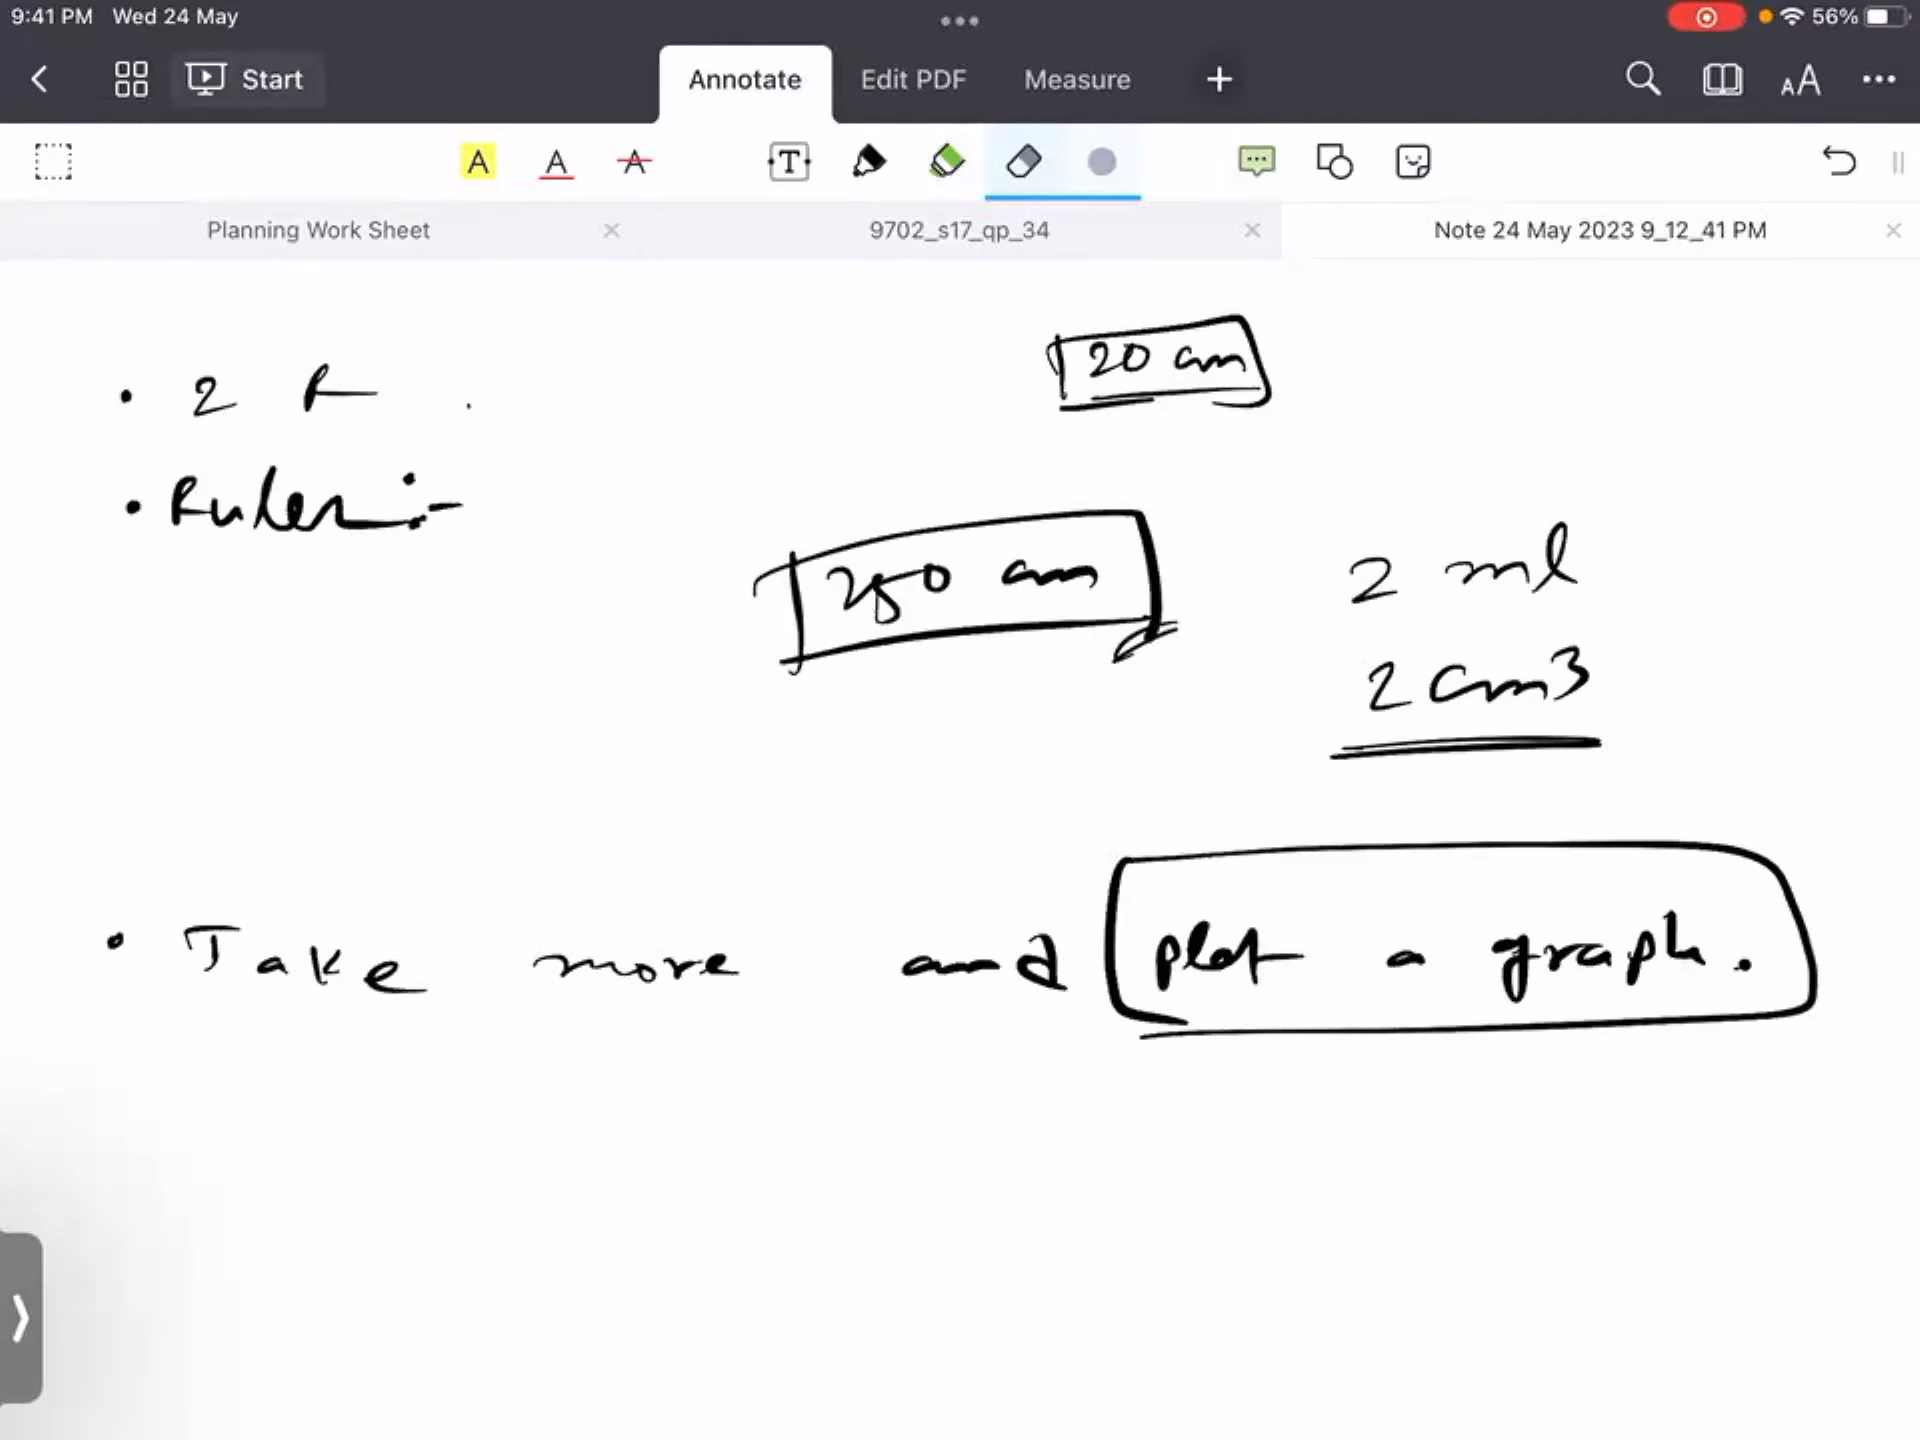 9:41 PM Wed 24 May
56%
Start
Annotate
Edit PDF
Measure
Planning Work Sheet
9702_s17_qp_34
Note 24 May 2023 9_12_41 PM
20 cm
• 2 R .
• Ruler :-
250 cm
2 ml
2 cm3
• Take more and plot a graph.